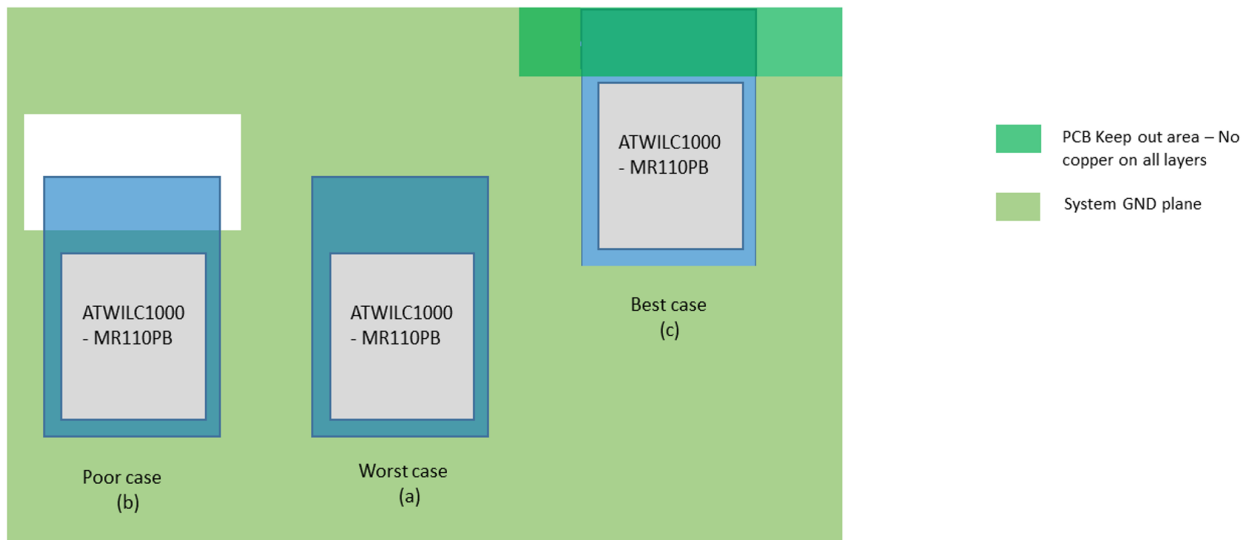 ATWILC1000
- MR110PB
Poor case
(b)
ATWILC1000
- MR110PB
Worst case
(a)
ATWILC1000
- MR110PB
Best case
(c)
PCB Keep out area – No
copper on all layers
System GND plane